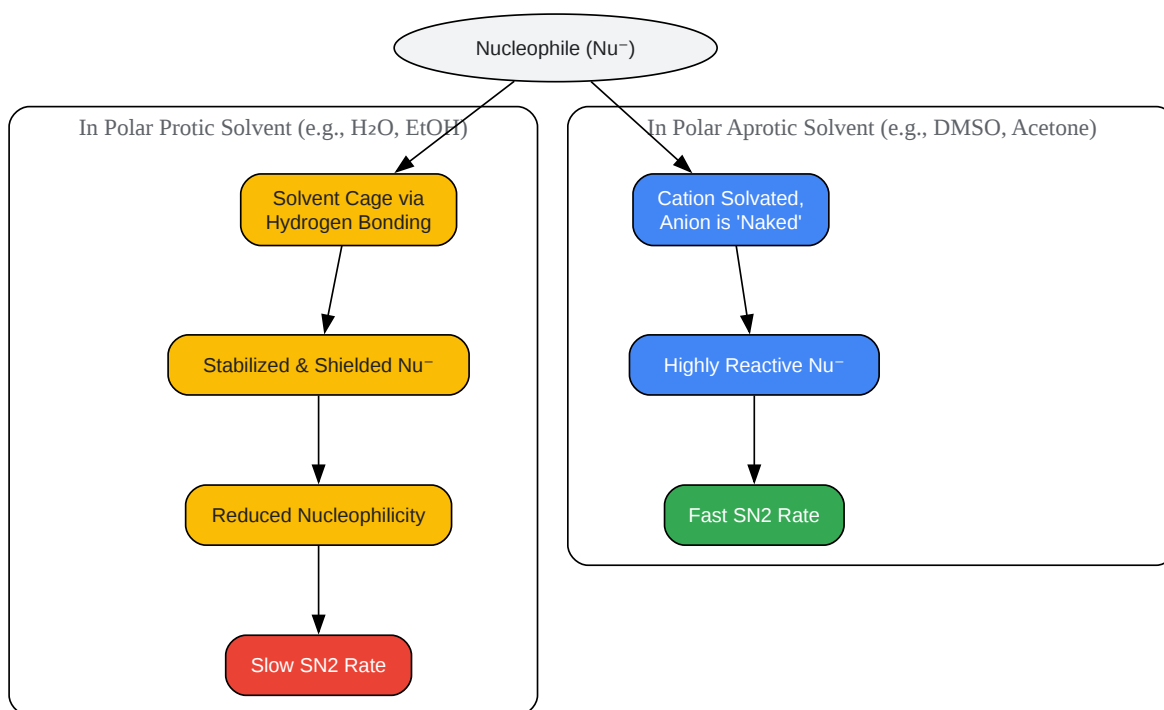 Nucleophile (Nu⁻)
In Polar Protic Solvent (e.g., H₂O, EtOH)
Solvent Cage via
Hydrogen Bonding
Stabilized & Shielded Nu⁻
Reduced Nucleophilicity
Slow SN2 Rate
In Polar Aprotic Solvent (e.g., DMSO, Acetone)
Cation Solvated,
Anion is 'Naked'
Highly Reactive Nu⁻
Fast SN2 Rate